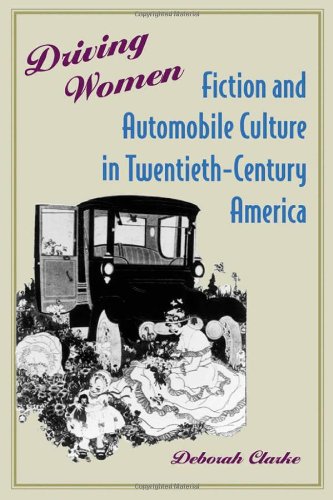 Driving
Women
Fiction and
Automobile Culture
in Twentieth-Century
America
Deborah Clarke